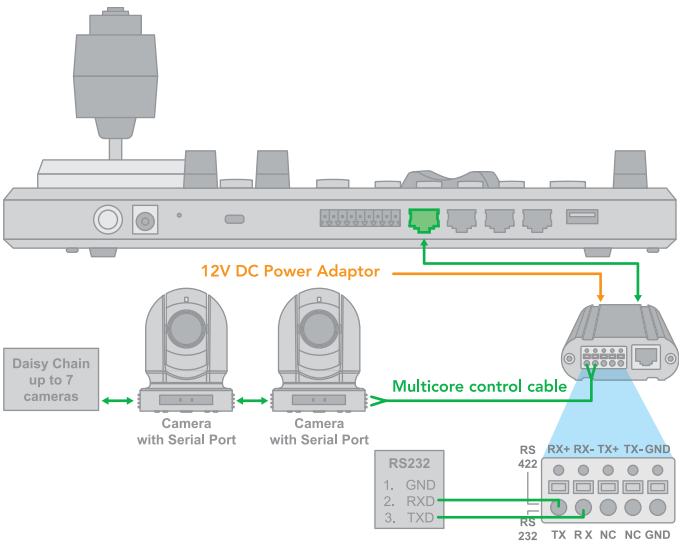 12V DC Power Adaptor
Daisy Chain
up to 7
cameras
Multicore control cable
Camera
with Serial Port
Camera
with Serial Port
RS232
1. GND
2. RXD
3. TXD
RS
422
RX+ RX- TX+ TX- GND
RS
232
TX RX NC NC GND